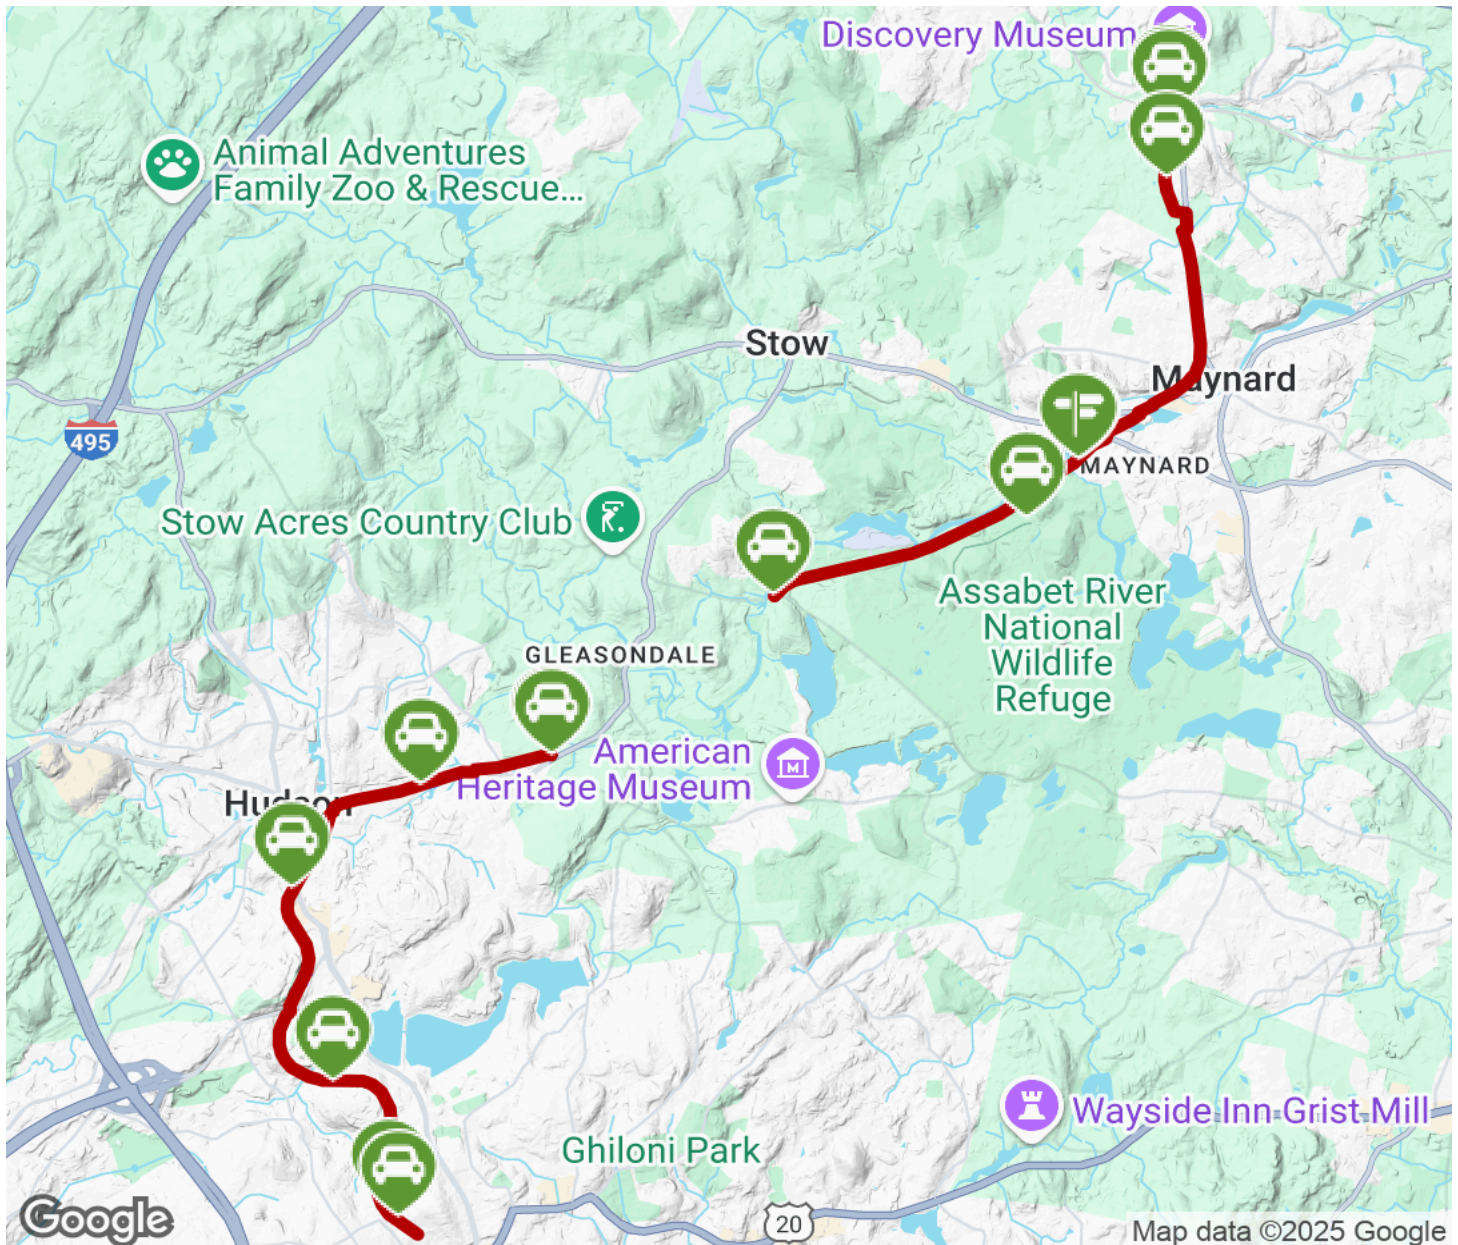 Discovery Museum
Animal Adventures
Family Zoo & Rescue...
Stow
Maynard
495
MAYNARD
Stow Acres Country Club
Assabet River
National
Wildlife
Refuge
GLEASONDALE
American
Heritage Museum
M
Hudson
Wayside Inn Grist Mill
Ghiloni Park
20
Google
Map data ©2025 Google